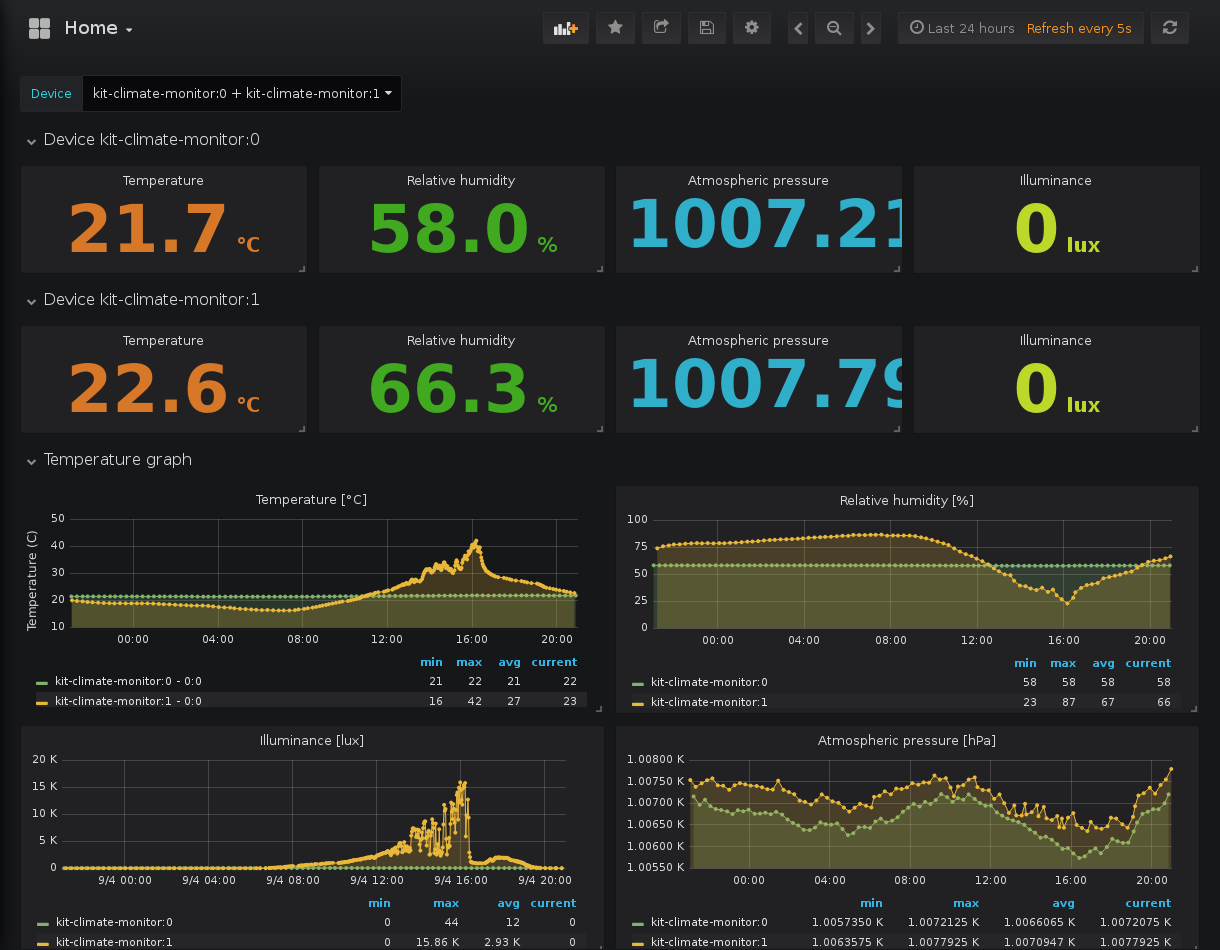 Home
Last 24 hours Refresh every 5s
Device kit-climate-monitor:0 + kit-climate-monitor:1
Device kit-climate-monitor:0
Temperature Relative humidity Atmospheric pressure Illuminance
21.7 °C 58.0 % 1007.21 0 lux
Device kit-climate-monitor:1
Temperature Relative humidity Atmospheric pressure Illuminance
22.6 °C 66.3 % 1007.79 0 lux
Temperature graph
Temperature [°C]
Temperature (C)
50
40
30
20
10
00:00 04:00 08:00 12:00 16:00 20:00
min max avg current
kit-climate-monitor:0 - 0:0 21 22 21 22
kit-climate-monitor:1 - 0:0 16 42 27 23
Relative humidity [%]
100
75
50
25
0
00:00 04:00 08:00 12:00 16:00 20:00
min max avg current
kit-climate-monitor:0 58 58 58 58
kit-climate-monitor:1 23 87 67 66
Illuminance [lux]
20 K
15 K
10 K
5 K
0
9/4 00:00 9/4 04:00 9/4 08:00 9/4 12:00 9/4 16:00 9/4 20:00
min max avg current
kit-climate-monitor:0 0 44 12 0
kit-climate-monitor:1 0 15.86 K 2.93 K 0
Atmospheric pressure [hPa]
1.00800 K
1.00750 K
1.00700 K
1.00650 K
1.00600 K
1.00550 K
00:00 04:00 08:00 12:00 16:00 20:00
min max avg current
kit-climate-monitor:0 1.0057350 K 1.0072125 K 1.0066065 K 1.0072075 K
kit-climate-monitor:1 1.0063575 K 1.0077925 K 1.0070947 K 1.0077925 K